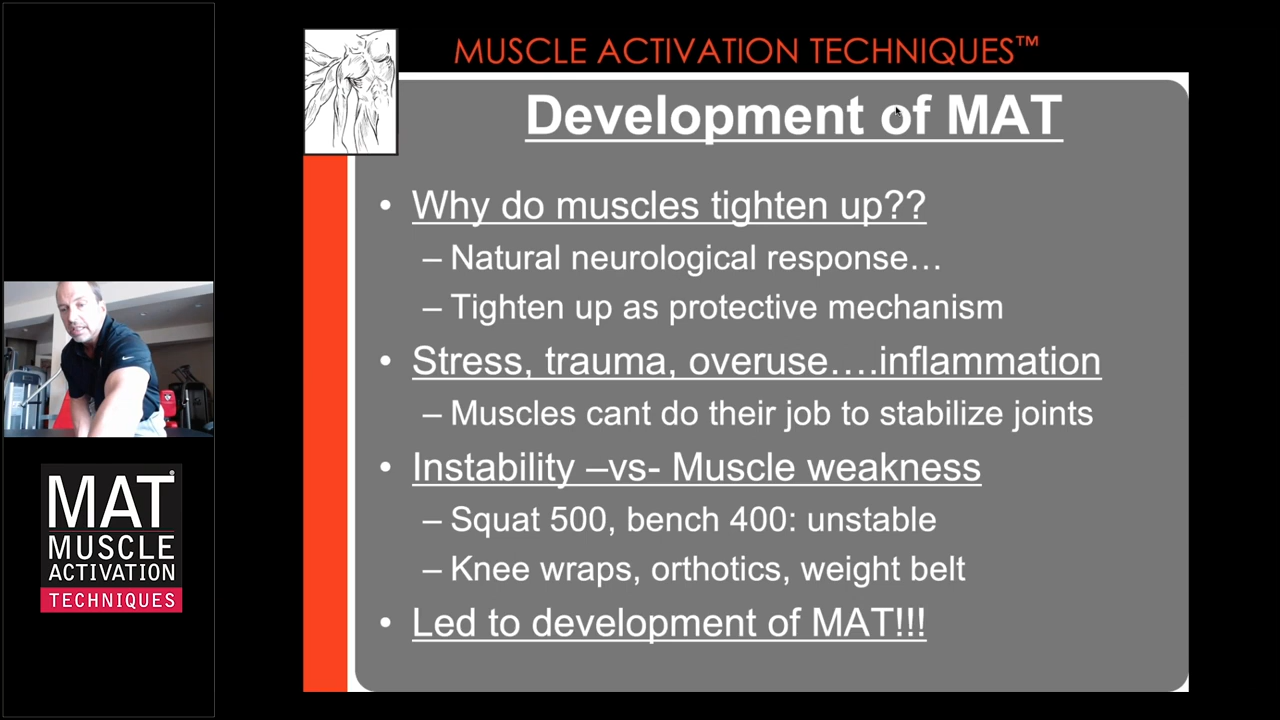 MUSCLE ACTIVATION TECHNIQUES™
Development of MAT
• Why do muscles tighten up??
– Natural neurological response…
– Tighten up as protective mechanism
• Stress, trauma, overuse….inflammation
– Muscles cant do their job to stabilize joints
• Instability –vs- Muscle weakness
– Squat 500, bench 400: unstable
– Knee wraps, orthotics, weight belt
• Led to development of MAT!!!
MAT®
MUSCLE
ACTIVATION
TECHNIQUES